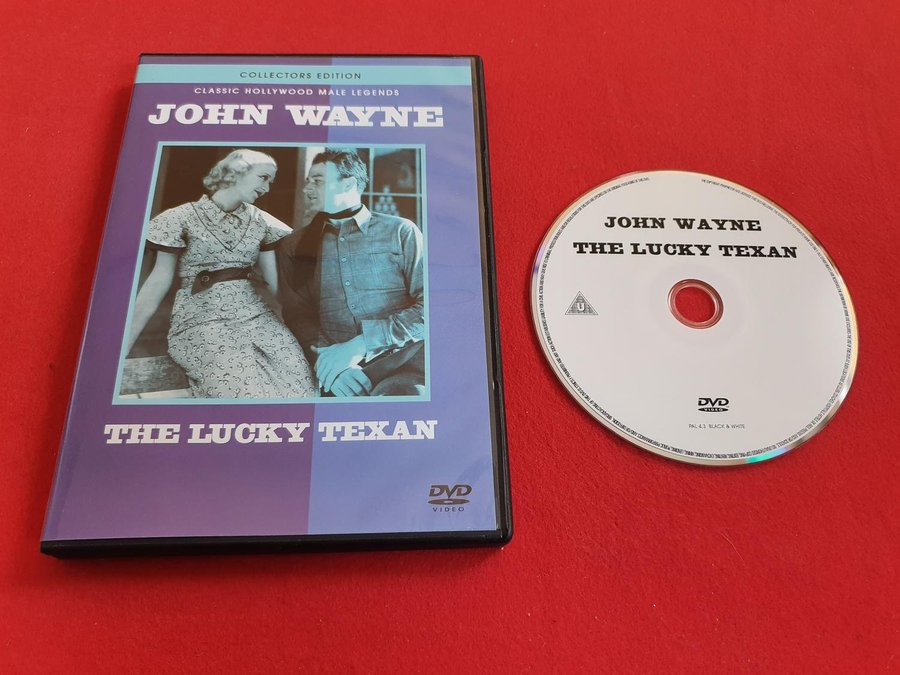 COLLECTORS EDITION
CLASSIC HOLLYWOOD MALE LEGENDS
JOHN WAYNE
THE LUCKY TEXAN
DVD
VIDEO
JOHN WAYNE
THE LUCKY TEXAN
U
DVD
VIDEO
PAL 4:3 BLACK & WHITE